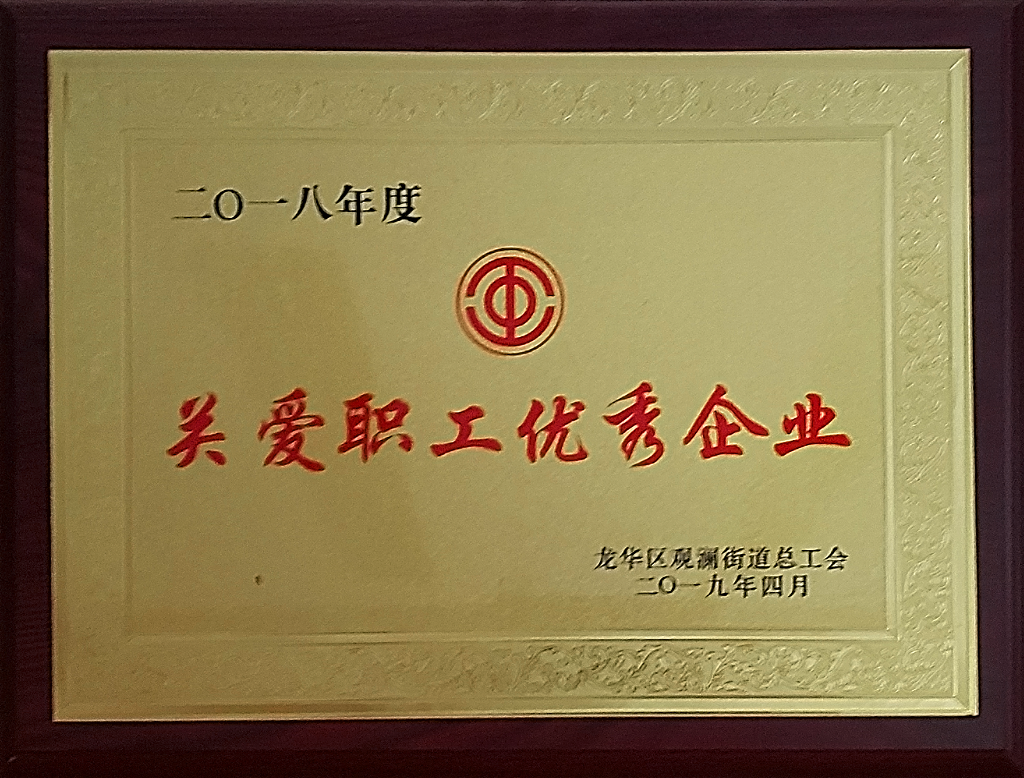 二〇一八年度
关爱职工优秀企业
龙华区观澜街道总工会
二〇一九年四月